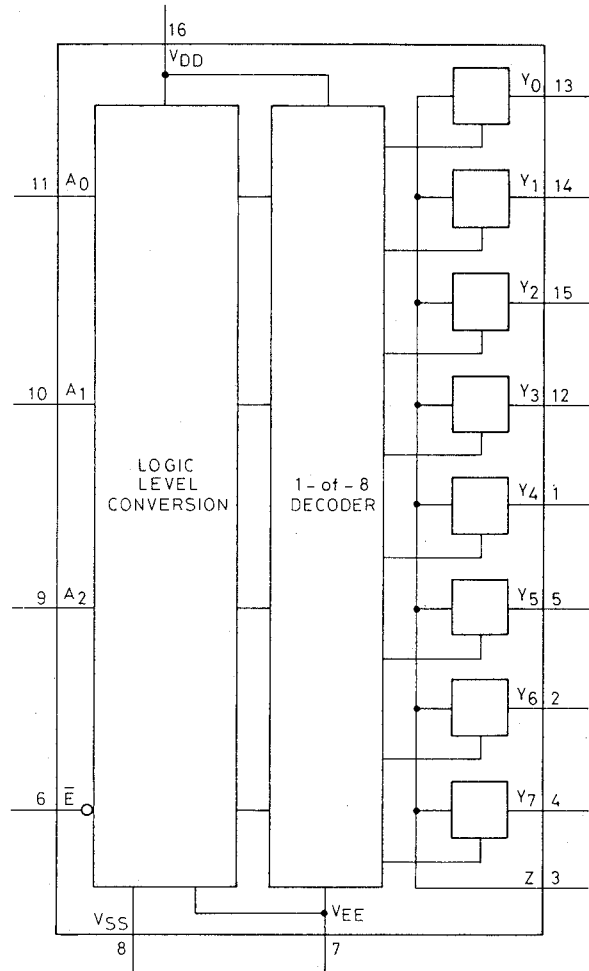 16
VDD
Y0 13
11 A0
Y1 14
Y2 15
10 A1
Y3 12
LOGIC
LEVEL
CONVERSION
1-of-8
DECODER
Y4 1
9 A2
Y5 5
Y6 2
6 E̅
Y7 4
Z 3
VSS
VEE
8
7